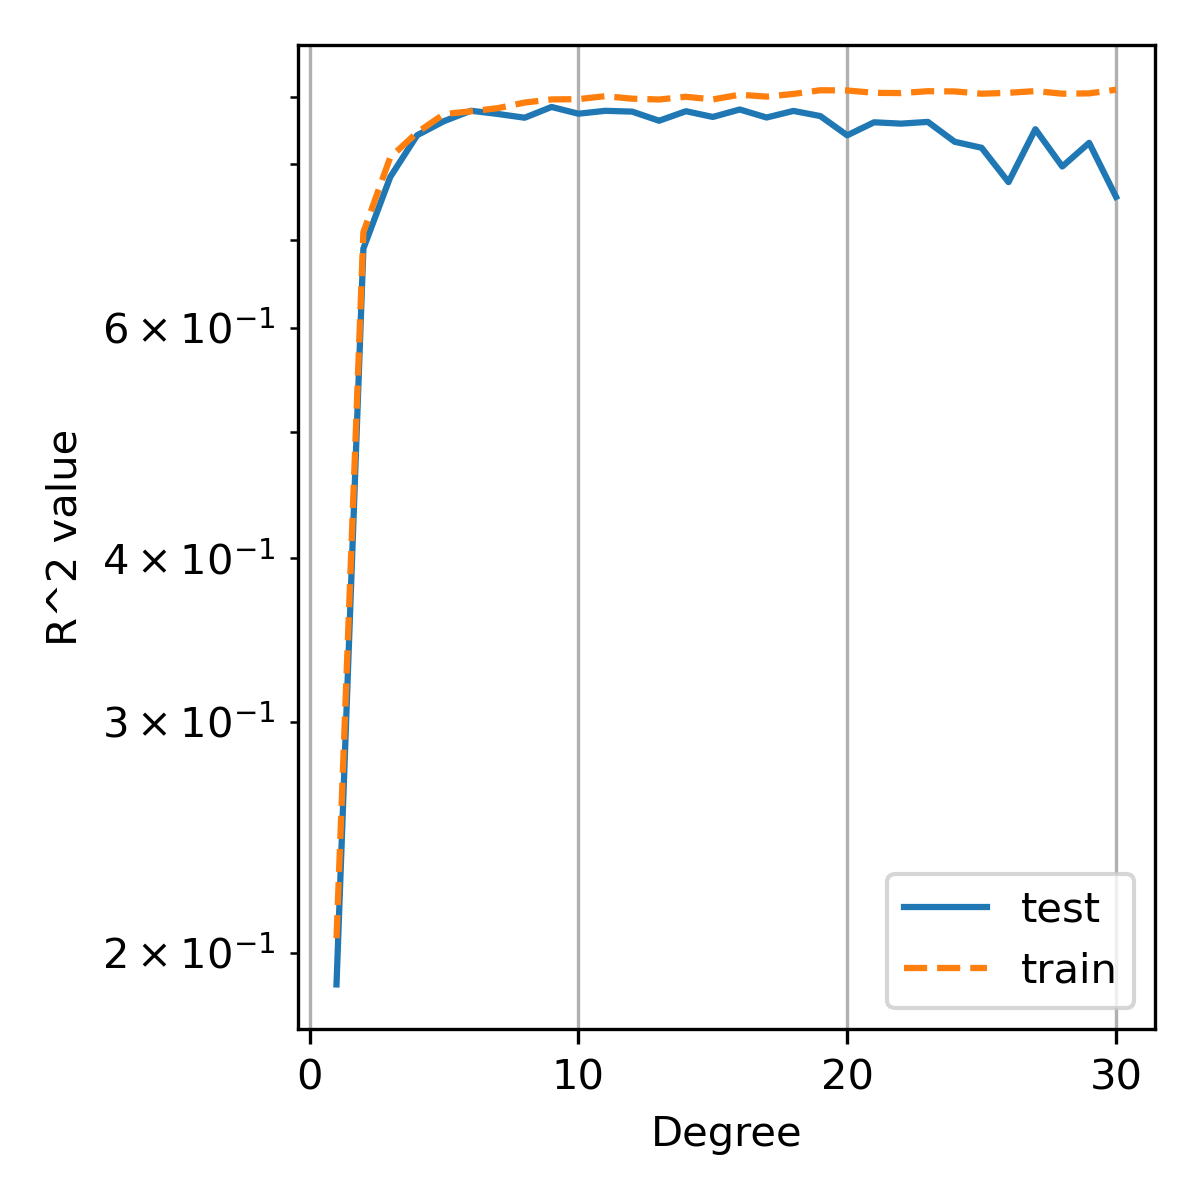 R^2 value
6 × 10⁻¹
4 × 10⁻¹
3 × 10⁻¹
2 × 10⁻¹
0 10 20 30
Degree
test
train